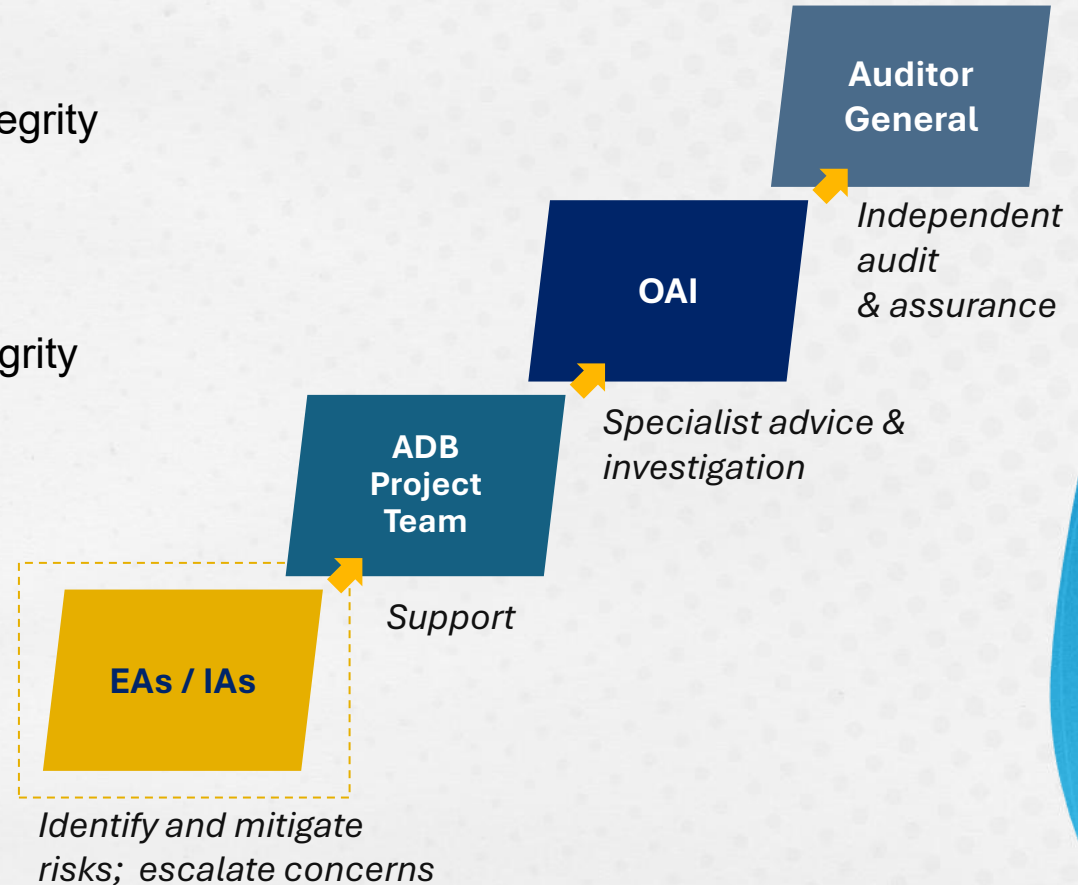 Auditor
General
egrity
Independent
audit
& assurance
OAI
grity
Specialist advice &
investigation
ADB
Project
Team
Support
EAs / IAs
Identify and mitigate
risks; escalate concerns